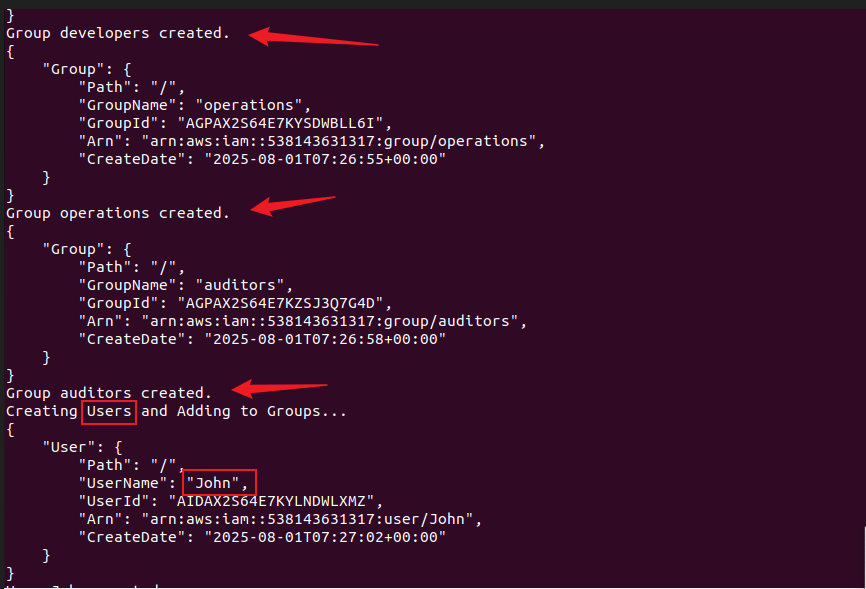 }
Group developers created.
{
    "Group": {
        "Path": "/",
        "GroupName": "operations",
        "GroupId": "AGPAX2S64E7KYSDWBLL6I",
        "Arn": "arn:aws:iam::538143631317:group/operations",
        "CreateDate": "2025-08-01T07:26:55+00:00"
    }
}
Group operations created.
{
    "Group": {
        "Path": "/",
        "GroupName": "auditors",
        "GroupId": "AGPAX2S64E7KZSJ3Q7G4D",
        "Arn": "arn:aws:iam::538143631317:group/auditors",
        "CreateDate": "2025-08-01T07:26:58+00:00"
    }
}
Group auditors created.
Creating Users and Adding to Groups...
{
    "User": {
        "Path": "/",
        "UserName": "John",
        "UserId": "AIDAX2S64E7KYLNDWLXMZ",
        "Arn": "arn:aws:iam::538143631317:user/John",
        "CreateDate": "2025-08-01T07:27:02+00:00"
    }
}